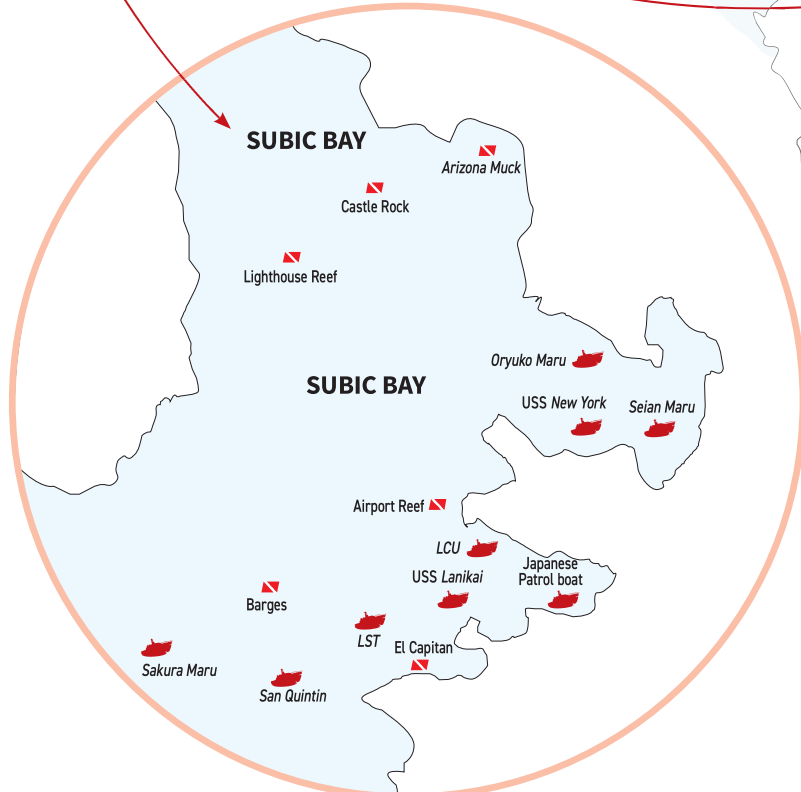 SUBIC BAY
Arizona Muck
Castle Rock
Lighthouse Reef
Oryuko Maru
SUBIC BAY
USS New York
Seian Maru
Airport Reef
LCU
Japanese
Patrol boat
USS Lanikai
Barges
LST
El Capitan
Sakura Maru
San Quintin